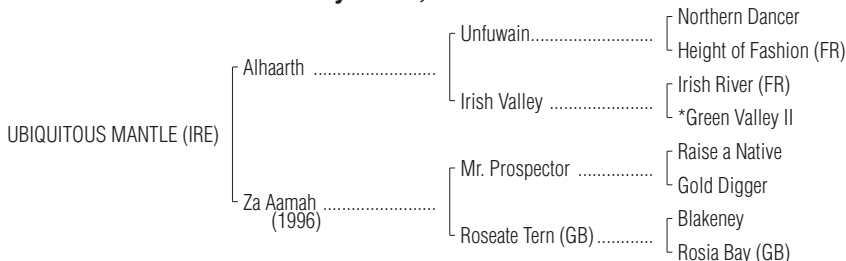 Northern Dancer
Unfuwain..............................
Height of Fashion (FR)
Alhaarth ..............................
Irish River (FR)
Irish Valley .........................
*Green Valley II
UBIQUITOUS MANTLE (IRE)
Raise a Native
Mr. Prospector ..................
Gold Digger
Za Aamah ...........................
(1996)
Blakeney
Roseate Tern (GB).............
Rosia Bay (GB)